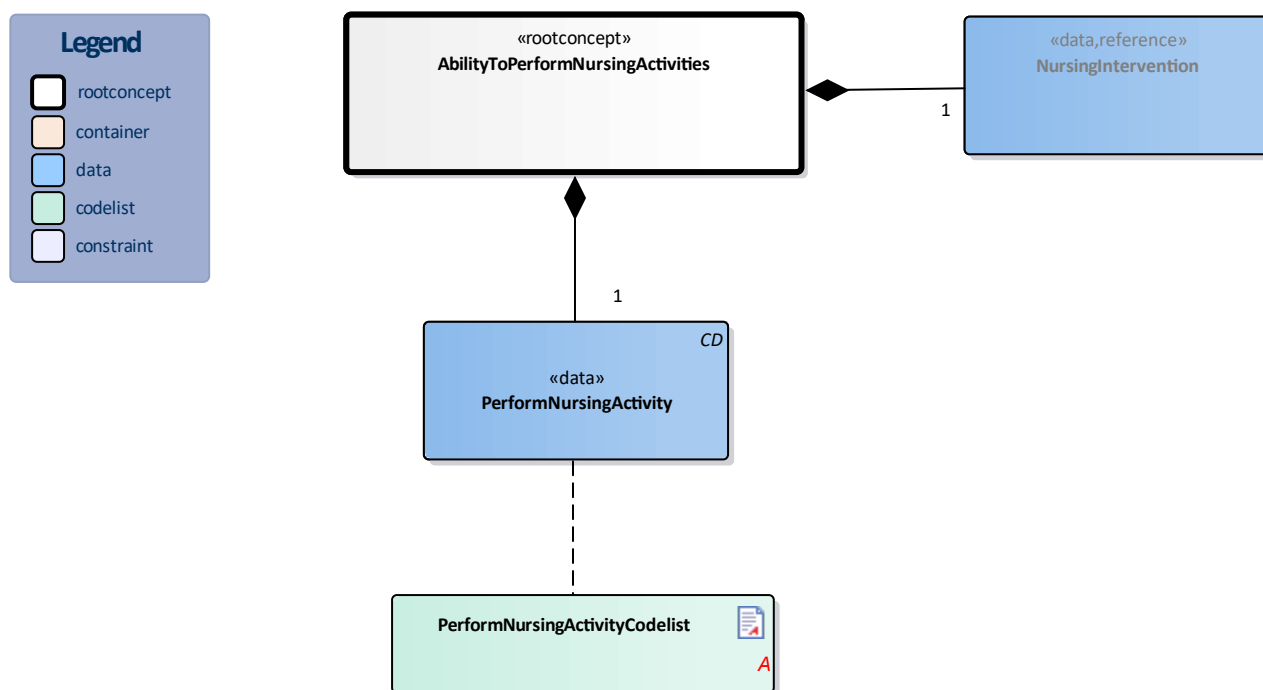 Legend
rootconcept
container
data
codelist
constraint
«rootconcept»
AbilityToPerformNursingActivities
«data,reference»
NursingIntervention
1
1
CD
«data»
PerformNursingActivity
PerformNursingActivityCodelist
A